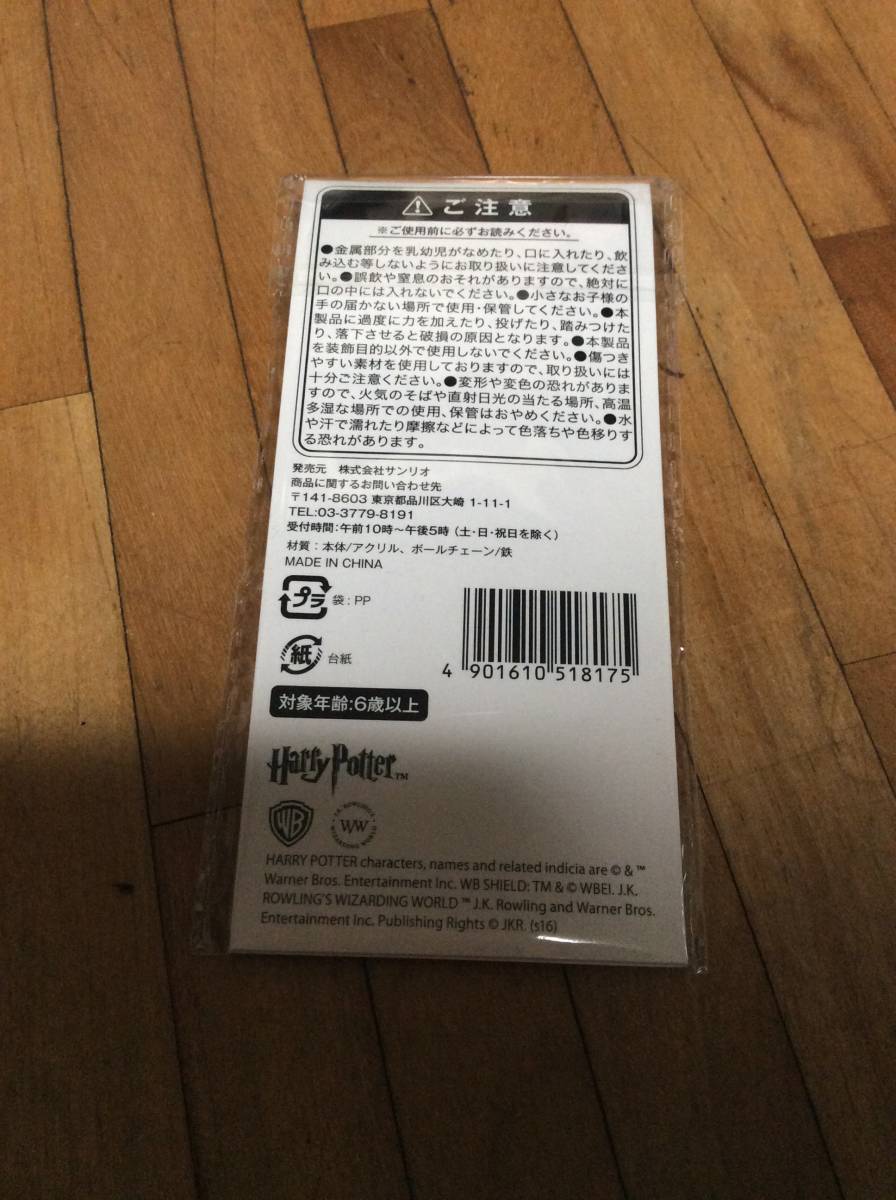 ご注意
※ご使用前に必ずお読みください。
●金属部分を乳幼児がなめたり、口に入れたり、飲
み込む等しないようにお取り扱いに注意してくださ
い。●誤飲や窒息のおそれがありますので、絶対に
口の中には入れないでください。●小さなお子様の
手の届かない場所で使用・保管してください。●本
製品に過度に力を加えたり、投げたり、踏みつけた
り、落下させると破損の原因となります。●本製品
を装飾目的以外で使用しないでください。●傷つき
やすい素材を使用しておりますので、取り扱いには
十分ご注意ください。●変形や変色の恐れがありま
すので、火気のそばや直射日光の当たる場所、高温
多湿な場所での使用、保管はおやめください。●水
や汗で濡れたり摩擦などによって色落ちや色移りす
る恐れがあります。
発売元 株式会社サンリオ
商品に関するお問い合わせ先
〒141-8603 東京都品川区大崎 1-11-1
TEL:03-3779-8191
受付時間:午前10時～午後5時（土・日・祝日を除く）
材質：本体/アクリル、ボールチェーン/鉄
MADE IN CHINA
プラ 袋：PP
紙 台紙
4 901610 518175
対象年齢:6歳以上
Harry Potter™
WB
J.K. ROWLING'S WW WIZARDING WORLD
HARRY POTTER characters, names and related indicia are © & ™
Warner Bros. Entertainment Inc. WB SHIELD: TM & © WBEI. J.K.
ROWLING'S WIZARDING WORLD ™ J.K. Rowling and Warner Bros.
Entertainment Inc. Publishing Rights © JKR. (s16)